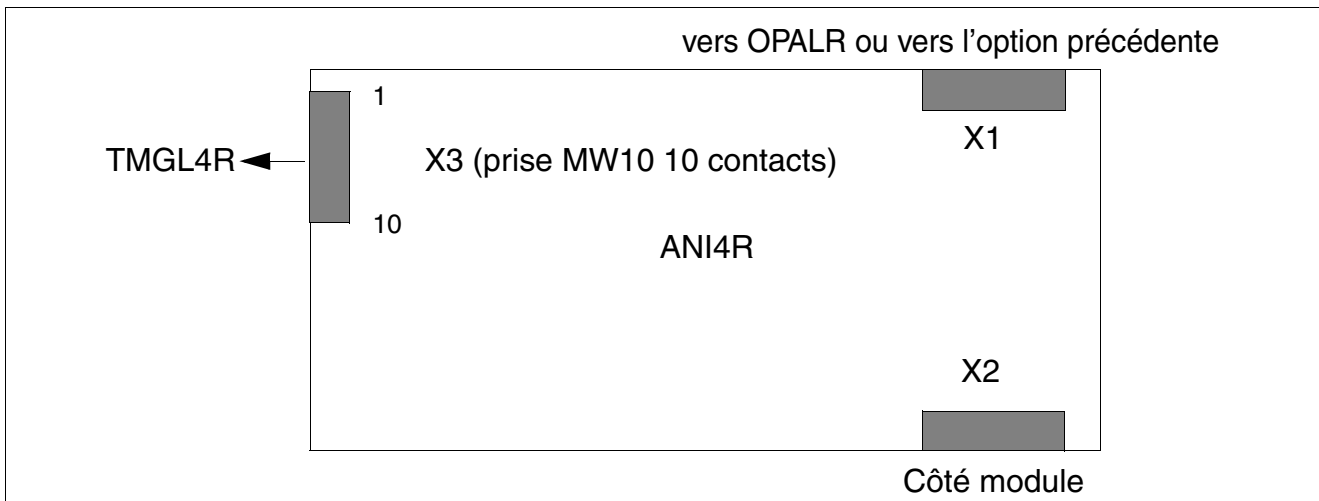 vers OPALR ou vers l'option précédente
1
X1
TMGL4R
X3 (prise MW10 10 contacts)
10
ANI4R
X2
Côté module